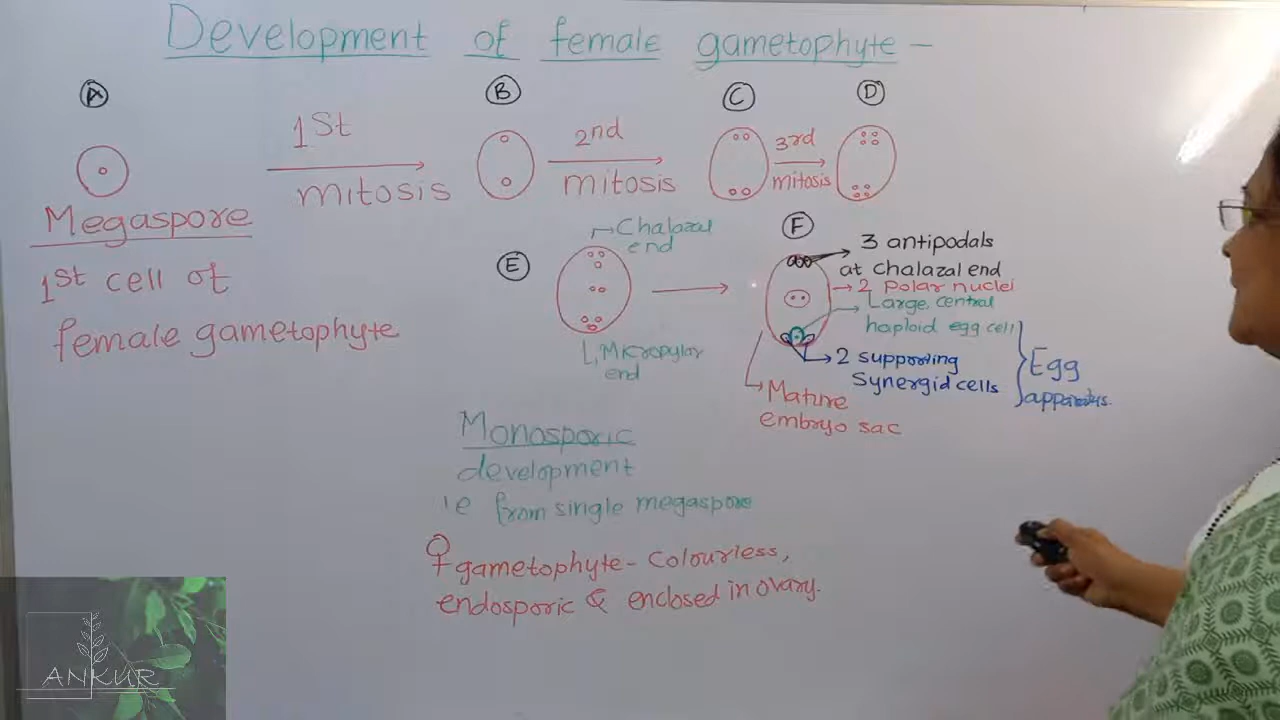 Development of female gametophyte -
A
B
C
D
1st
mitosis
2nd
mitosis
3rd
mitosis
Megaspore
1st cell of
female gametophyte
E
Chalazal
end
Micropylar
end
F
3 antipodals
at chalazal end
2 Polar nuclei
Large, central
haploid egg cell
2 supporting
Synergid cells
Egg
apparatus.
Mature
embryo sac
Monosporic
development
ie from single megaspore
♀ gametophyte - Colourless,
endosporic & enclosed in ovary.
ANKUR